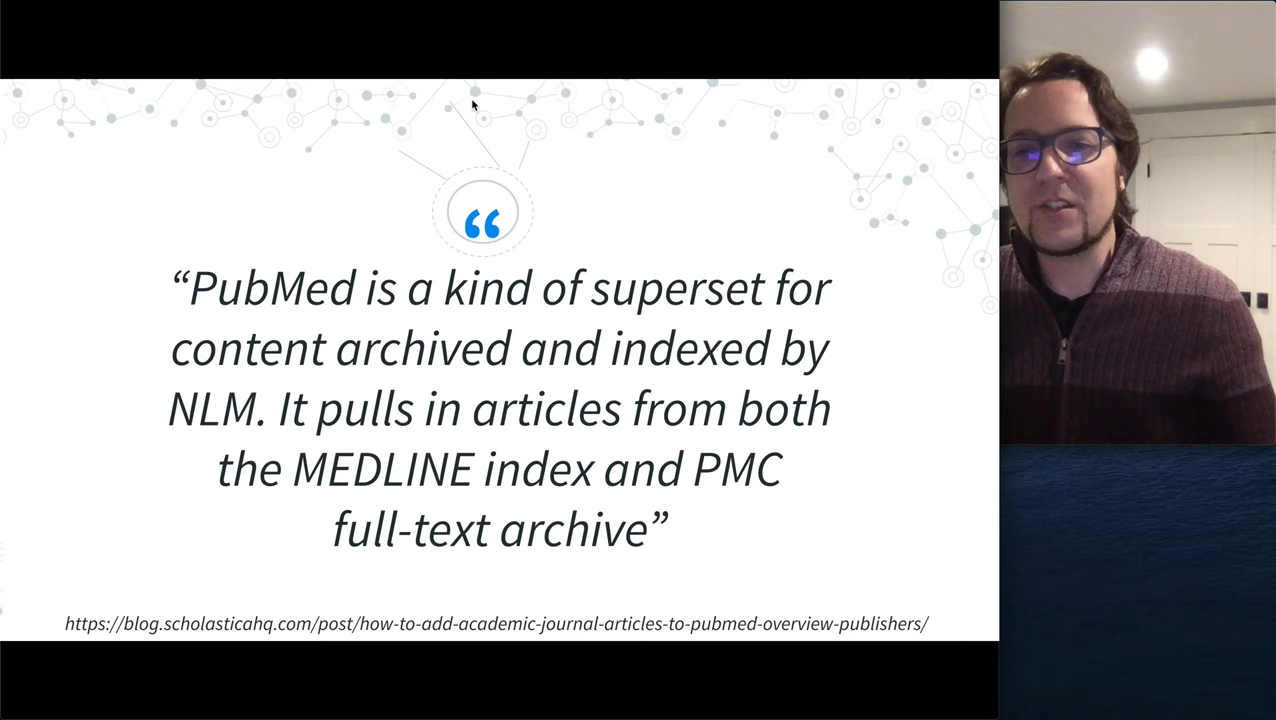 “
“PubMed is a kind of superset for
content archived and indexed by
NLM. It pulls in articles from both
the MEDLINE index and PMC
full-text archive”
https://blog.scholasticahq.com/post/how-to-add-academic-journal-articles-to-pubmed-overview-publishers/